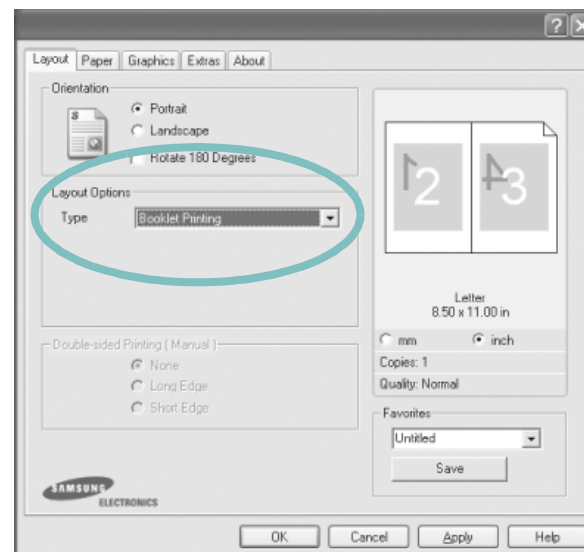 Layout Paper Graphics Extras About
Orientation
S
Portrait
Landscape
Rotate 180 Degrees
Layout Options
Type Booklet Printing
Double-sided Printing ( Manual )
None
Long Edge
Short Edge
SAMSUNG
ELECTRONICS
1 2 4 3
Letter
8.50 x 11.00 in
mm inch
Copies: 1
Quality: Normal
Favorites
Untitled
Save
OK Cancel Apply Help